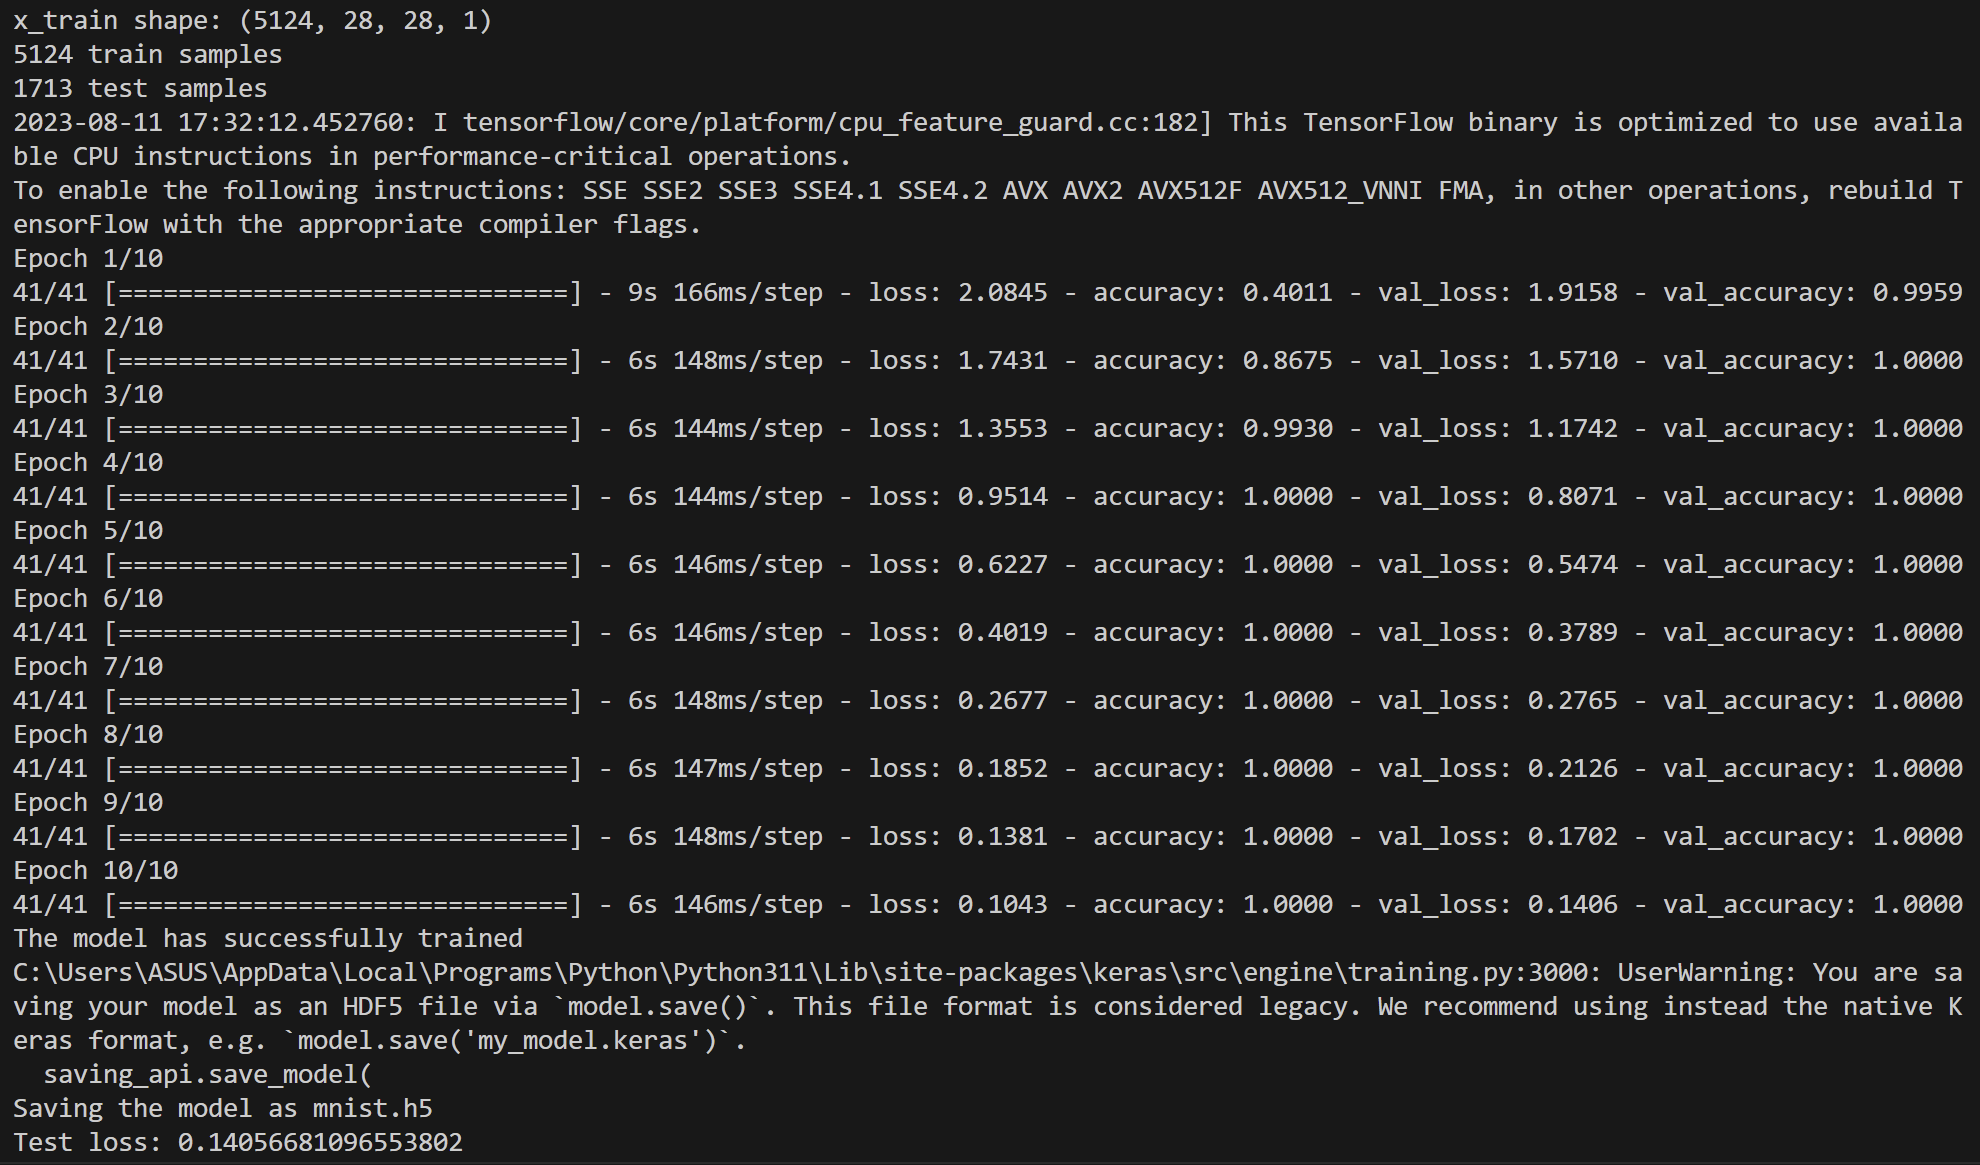 x_train shape: (5124, 28, 28, 1)
5124 train samples
1713 test samples
2023-08-11 17:32:12.452760: I tensorflow/core/platform/cpu_feature_guard.cc:182] This TensorFlow binary is optimized to use availa
ble CPU instructions in performance-critical operations.
To enable the following instructions: SSE SSE2 SSE3 SSE4.1 SSE4.2 AVX AVX2 AVX512F AVX512_VNNI FMA, in other operations, rebuild T
ensorFlow with the appropriate compiler flags.
Epoch 1/10
41/41 [==============================] - 9s 166ms/step - loss: 2.0845 - accuracy: 0.4011 - val_loss: 1.9158 - val_accuracy: 0.9959
Epoch 2/10
41/41 [==============================] - 6s 148ms/step - loss: 1.7431 - accuracy: 0.8675 - val_loss: 1.5710 - val_accuracy: 1.0000
Epoch 3/10
41/41 [==============================] - 6s 144ms/step - loss: 1.3553 - accuracy: 0.9930 - val_loss: 1.1742 - val_accuracy: 1.0000
Epoch 4/10
41/41 [==============================] - 6s 144ms/step - loss: 0.9514 - accuracy: 1.0000 - val_loss: 0.8071 - val_accuracy: 1.0000
Epoch 5/10
41/41 [==============================] - 6s 146ms/step - loss: 0.6227 - accuracy: 1.0000 - val_loss: 0.5474 - val_accuracy: 1.0000
Epoch 6/10
41/41 [==============================] - 6s 146ms/step - loss: 0.4019 - accuracy: 1.0000 - val_loss: 0.3789 - val_accuracy: 1.0000
Epoch 7/10
41/41 [==============================] - 6s 148ms/step - loss: 0.2677 - accuracy: 1.0000 - val_loss: 0.2765 - val_accuracy: 1.0000
Epoch 8/10
41/41 [==============================] - 6s 147ms/step - loss: 0.1852 - accuracy: 1.0000 - val_loss: 0.2126 - val_accuracy: 1.0000
Epoch 9/10
41/41 [==============================] - 6s 148ms/step - loss: 0.1381 - accuracy: 1.0000 - val_loss: 0.1702 - val_accuracy: 1.0000
Epoch 10/10
41/41 [==============================] - 6s 146ms/step - loss: 0.1043 - accuracy: 1.0000 - val_loss: 0.1406 - val_accuracy: 1.0000
The model has successfully trained
C:\Users\ASUS\AppData\Local\Programs\Python\Python311\Lib\site-packages\keras\src\engine\training.py:3000: UserWarning: You are sa
ving your model as an HDF5 file via `model.save()`. This file format is considered legacy. We recommend using instead the native K
eras format, e.g. `model.save('my_model.keras')`.
  saving_api.save_model(
Saving the model as mnist.h5
Test loss: 0.14056681096553802